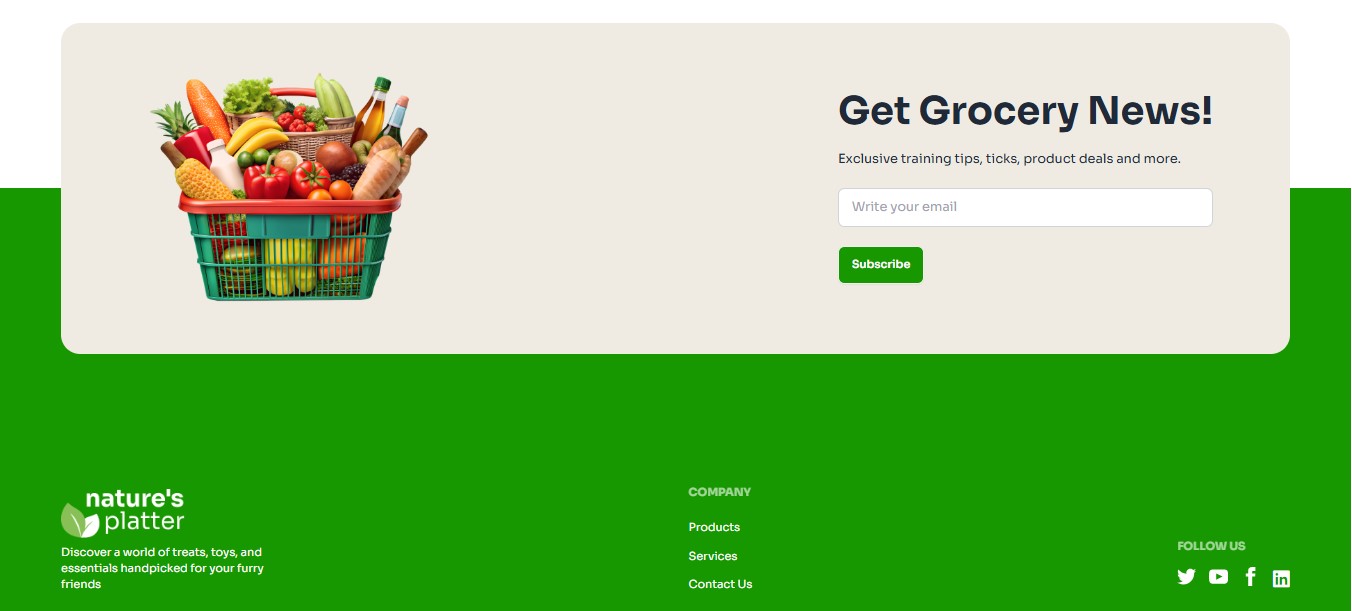 Get Grocery News!
Exclusive training tips, ticks, product deals and more.
Write your email
Subscribe
nature's
platter
Discover a world of treats, toys, and
essentials handpicked for your furry
friends
COMPANY
Products
Services
Contact Us
FOLLOW US
in